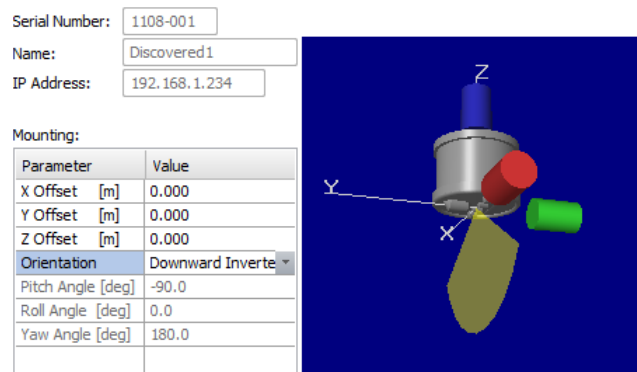 Serial Number: 1108-001
Name: Discovered1
IP Address: 192.168.1.234
Mounting:
Parameter Value
X Offset [m] 0.000
Y Offset [m] 0.000
Z Offset [m] 0.000
Orientation Downward Inverte
Pitch Angle [deg] -90.0
Roll Angle [deg] 0.0
Yaw Angle [deg] 180.0
Z
Y
X